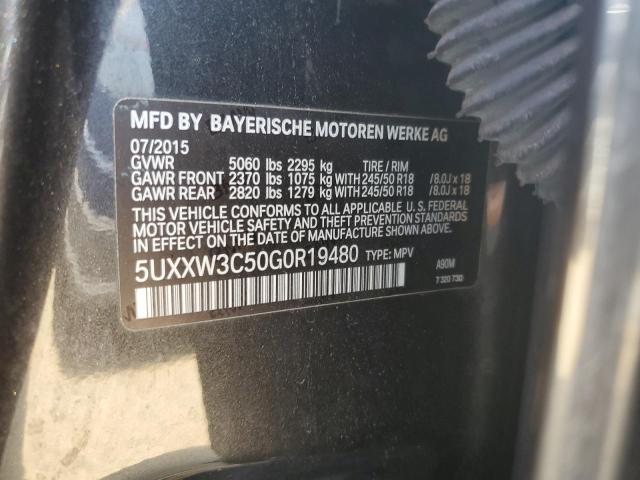 MFD BY BAYERISCHE MOTOREN WERKE AG
07/2015
GVWR 5060 lbs 2295 kg TIRE / RIM
GAWR FRONT 2370 lbs 1075 kg WITH 245/50 R18 /8.0J x 18
GAWR REAR 2820 lbs 1279 kg WITH 245/50 R18 /8.0J x 18
THIS VEHICLE CONFORMS TO ALL APPLICABLE U. S. FEDERAL
MOTOR VEHICLE SAFETY AND THEFT PREVENTION STANDARDS
IN EFFECT ON THE DATE OF MANUFACTURE SHOWN ABOVE.
5UXXW3C50G0R19480 TYPE: MPV A90M
7 320 730